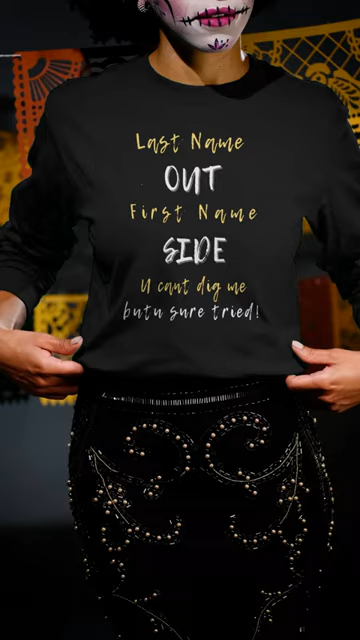 Last Name
OUT
First Name
SIDE
U cant dig me
butu sure tried!